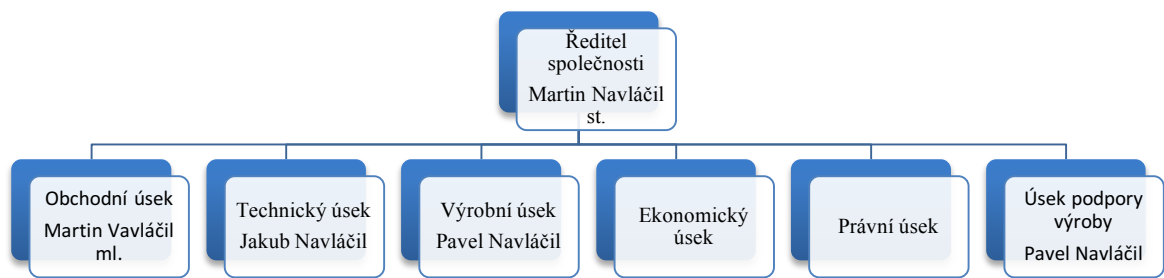 Ředitel
společnosti
Martin Navláčil
st.
Obchodní úsek
Martin Vavláčil
ml.
Technický úsek
Jakub Navláčil
Výrobní úsek
Pavel Navláčil
Ekonomický
úsek
Právní úsek
Úsek podpory
výroby
Pavel Navláčil